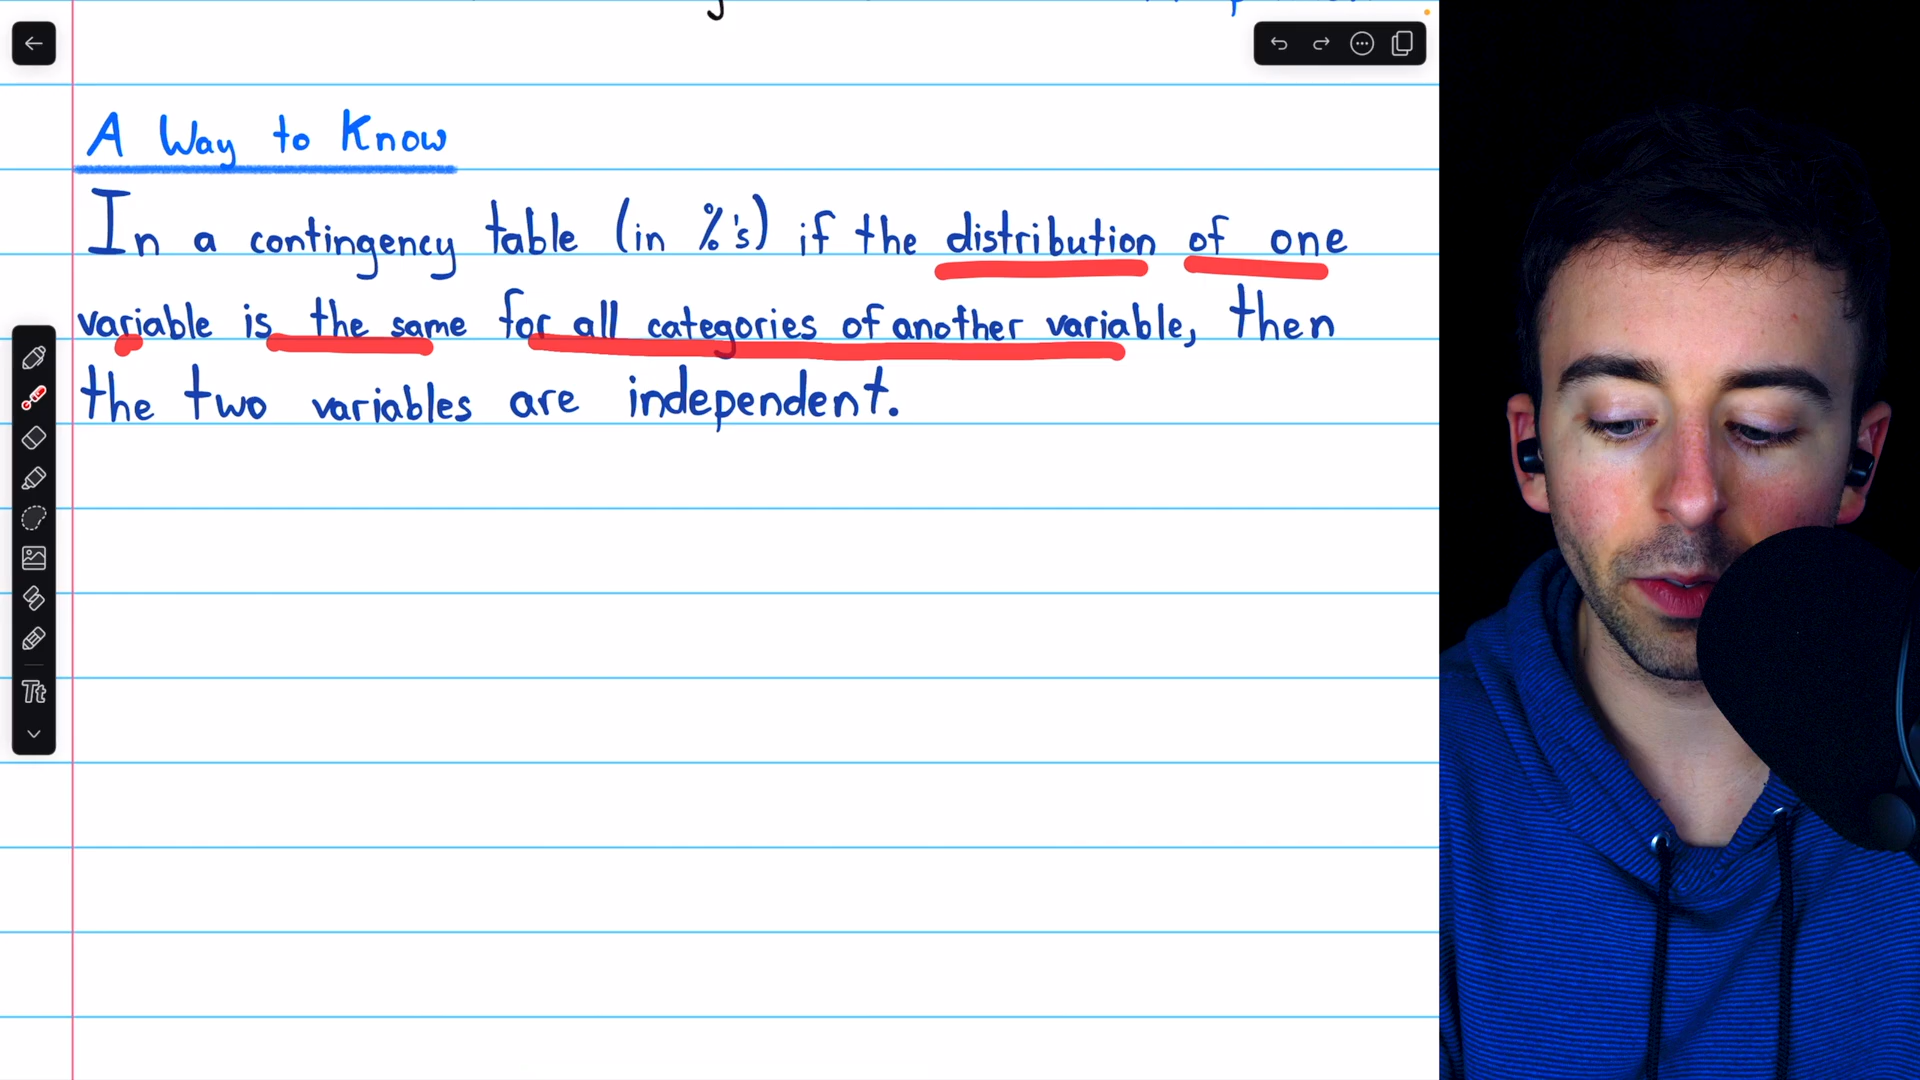 A Way to Know
In a contingency table (in %'s) if the distribution of one
variable is the same for all categories of another variable, then
the two variables are independent.
Tt